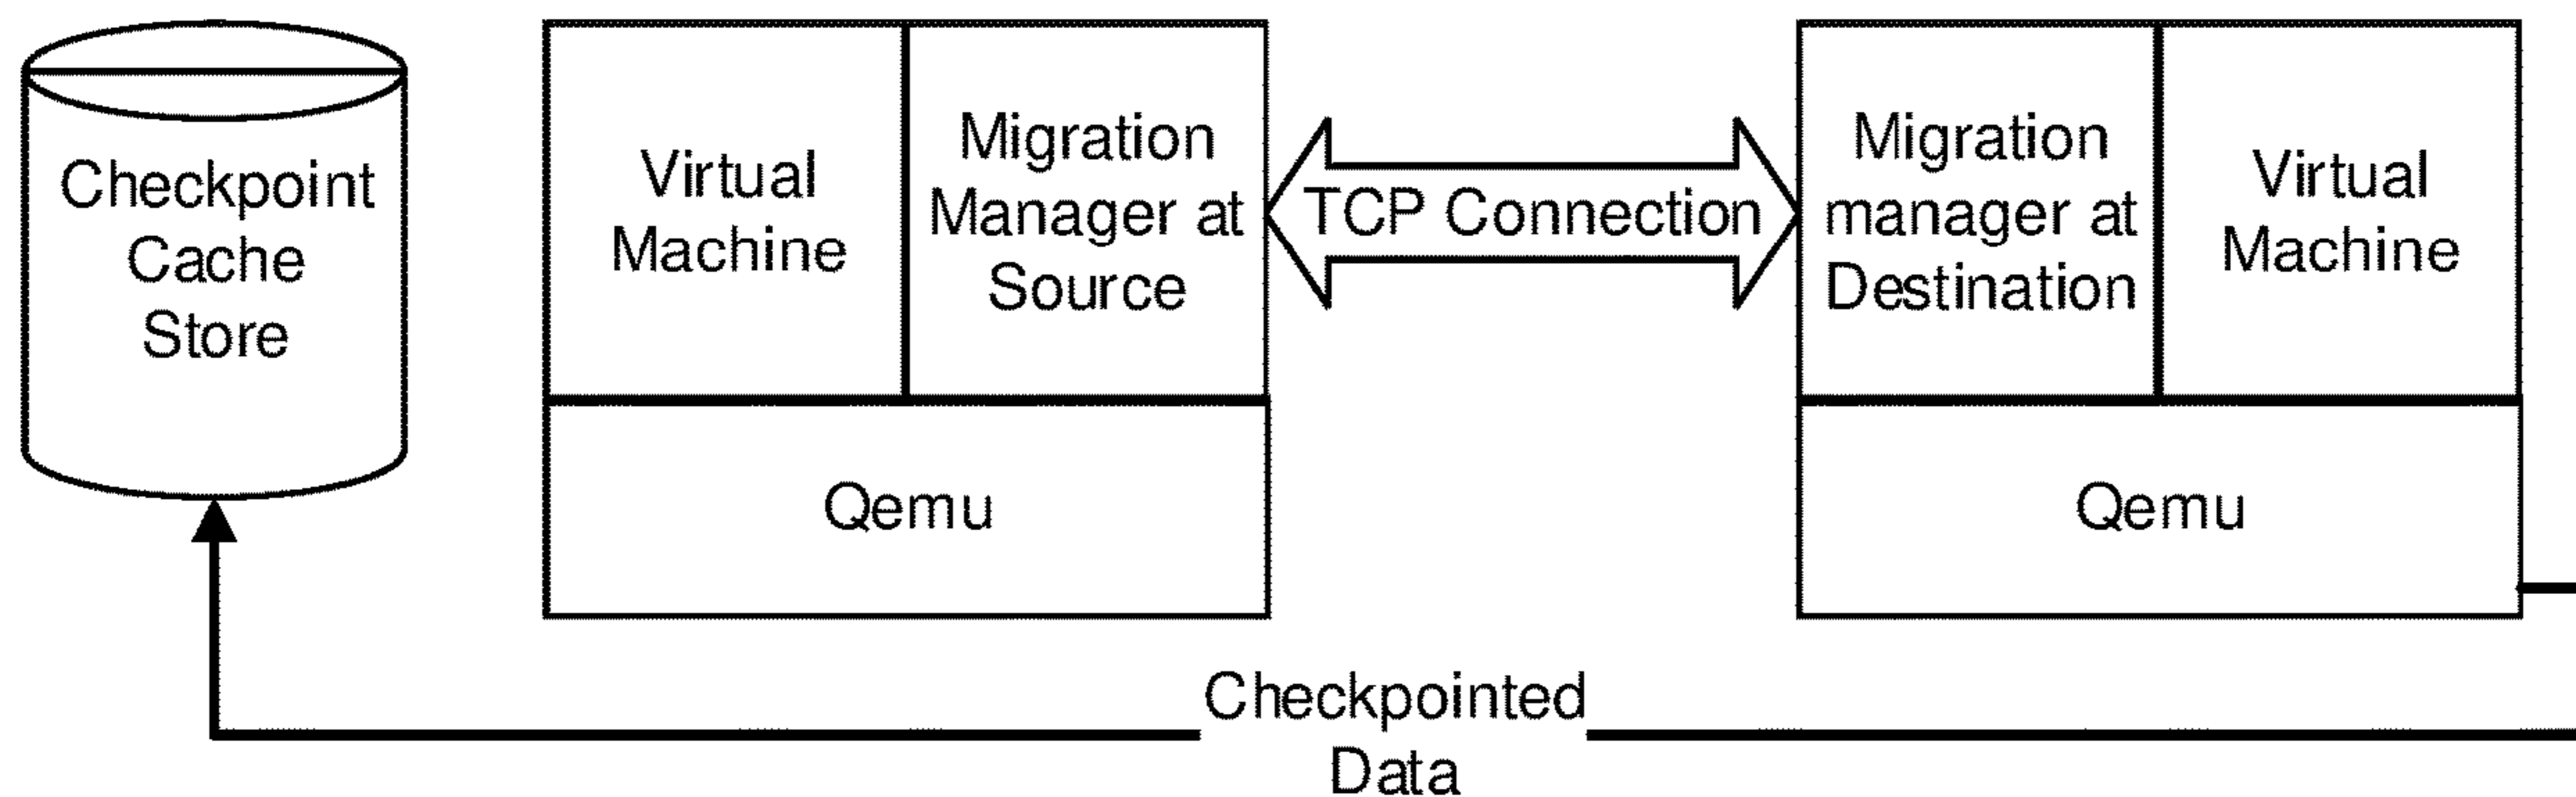 Checkpoint
Cache
Store
Virtual
Machine
Migration
Manager at
Source
Qemu
TCP Connection
Migration
manager at
Destination
Virtual
Machine
Qemu
Checkpointed
Data